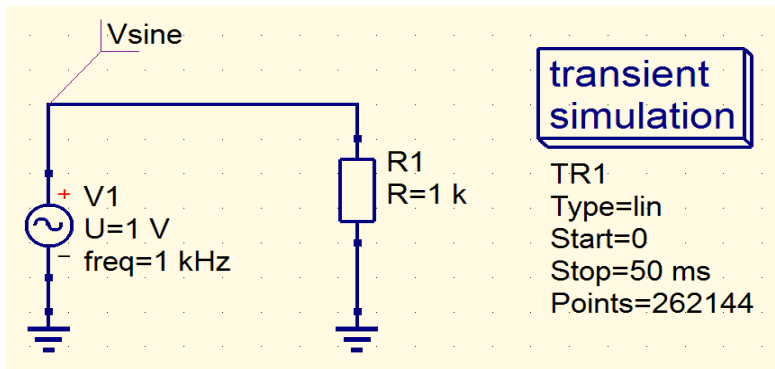 Vsine
V1
U=1 V
freq=1 kHz
+
−
R1
R=1 k
transient
simulation
TR1
Type=lin
Start=0
Stop=50 ms
Points=262144